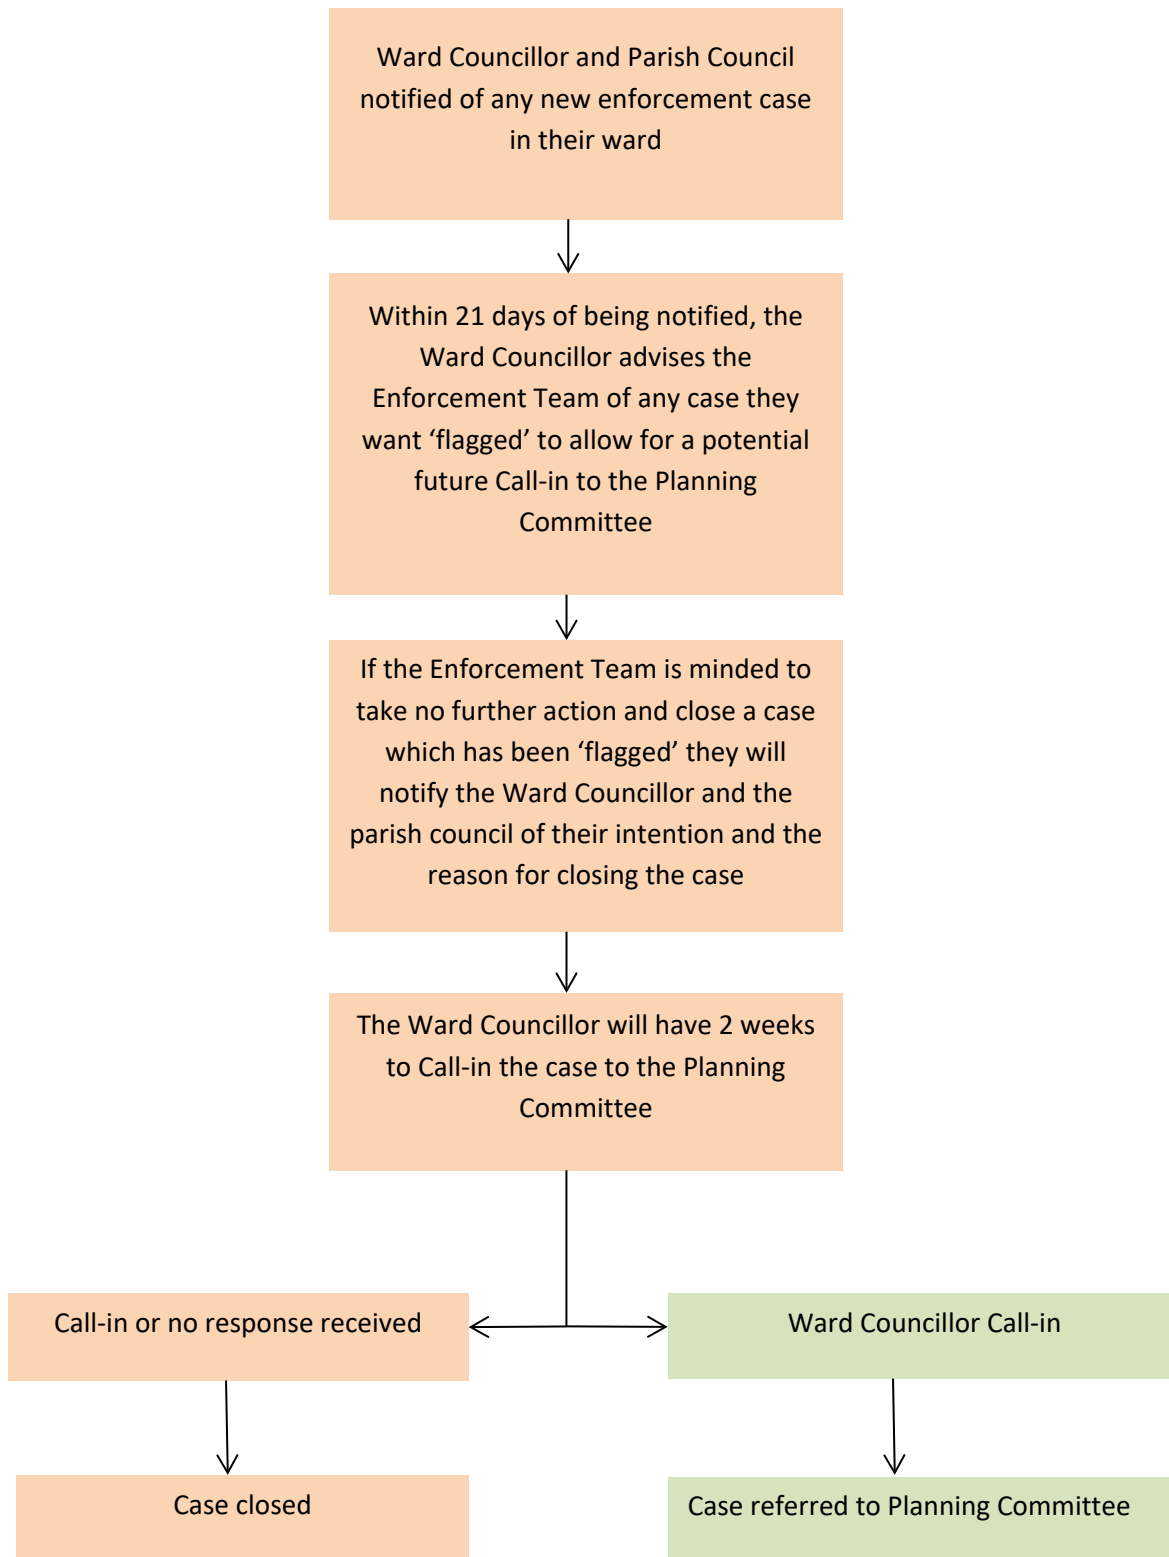 Ward Councillor and Parish Council
notified of any new enforcement case
in their ward
Within 21 days of being notified, the
Ward Councillor advises the
Enforcement Team of any case they
want ‘flagged’ to allow for a potential
future Call-in to the Planning
Committee
If the Enforcement Team is minded to
take no further action and close a case
which has been ‘flagged’ they will
notify the Ward Councillor and the
parish council of their intention and the
reason for closing the case
The Ward Councillor will have 2 weeks
to Call-in the case to the Planning
Committee
Call-in or no response received
Ward Councillor Call-in
Case closed
Case referred to Planning Committee